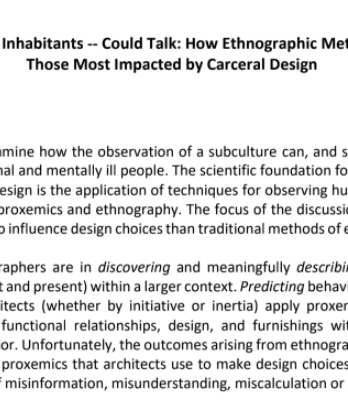 Inhabitants -- Could Talk: How Ethnographic Met
Those Most Impacted by Carceral Design
amine how the observation of a subculture can, and s
nal and mentally ill people. The scientific foundation fo
esign is the application of techniques for observing hu
proxemics and ethnography. The focus of the discussi
o influence design choices than traditional methods of e
raphers are in discovering and meaningfully describi
t and present) within a larger context. Predicting behav
itects (whether by initiative or inertia) apply proxer
functional relationships, design, and furnishings wit
or. Unfortunately, the outcomes arising from ethnogra
proxemics that architects use to make design choices
f misinformation, misunderstanding, miscalculation or